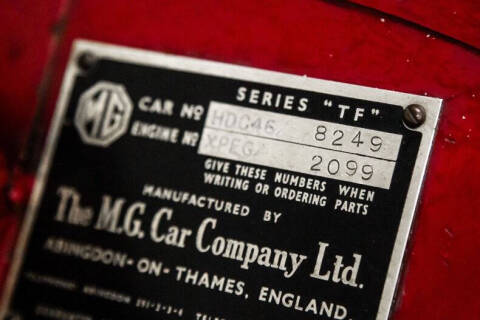 SERIES "TF"
MG CAR Nº HDC46/ 8249
ENGINE Nº XPEG/ 2099
GIVE THESE NUMBERS WHEN
WRITING OR ORDERING PARTS
MANUFACTURED BY
The M.G. Car Company Ltd.
ABINGDON-ON-THAMES, ENGLAND.